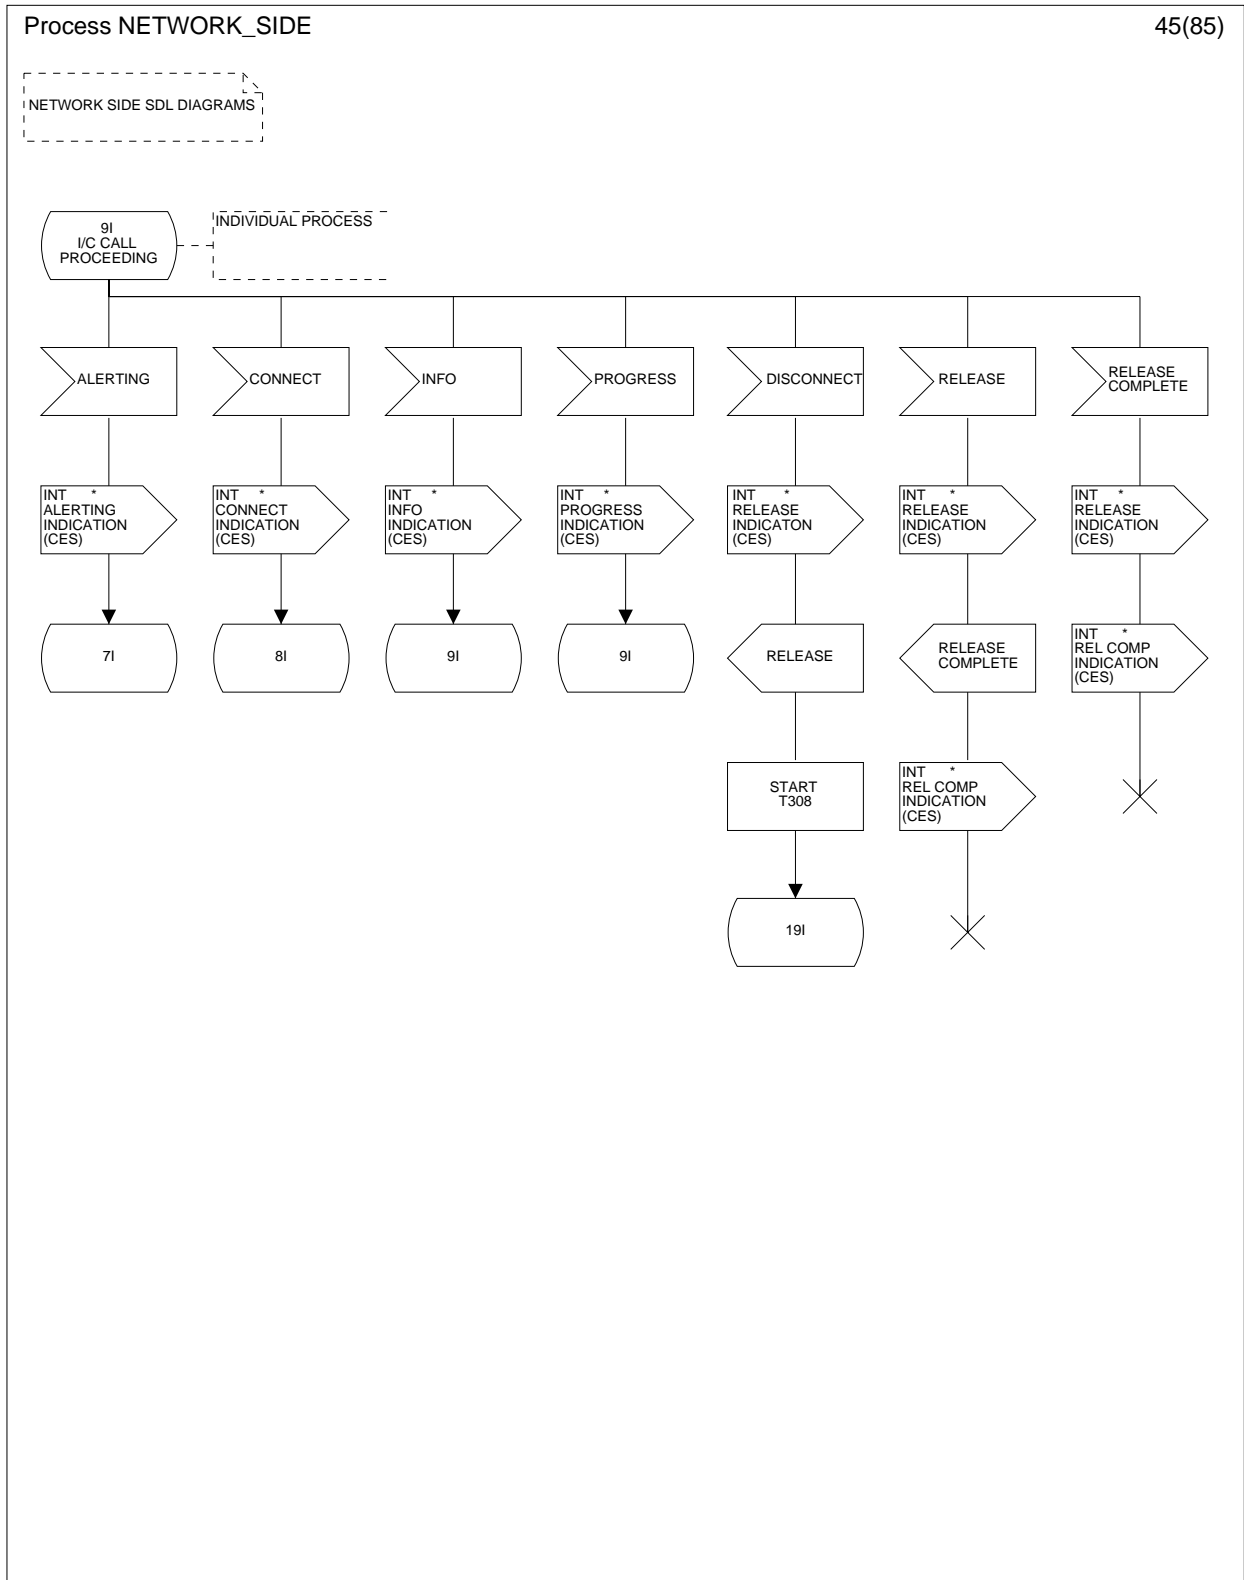 Process NETWORK_SIDE
45(85)
NETWORK SIDE SDL DIAGRAMS
9I
I/C CALL
PROCEEDING
INDIVIDUAL PROCESS
ALERTING
CONNECT
INFO
PROGRESS
DISCONNECT
RELEASE
RELEASE
COMPLETE
INT *
ALERTING
INDICATION
(CES)
INT *
CONNECT
INDICATION
(CES)
INT *
INFO
INDICATION
(CES)
INT *
PROGRESS
INDICATION
(CES)
INT *
RELEASE
INDICATON
(CES)
INT *
RELEASE
INDICATION
(CES)
INT *
RELEASE
INDICATION
(CES)
7I
8I
9I
9I
RELEASE
RELEASE
COMPLETE
INT *
REL COMP
INDICATION
(CES)
START
T308
INT *
REL COMP
INDICATION
(CES)
19I